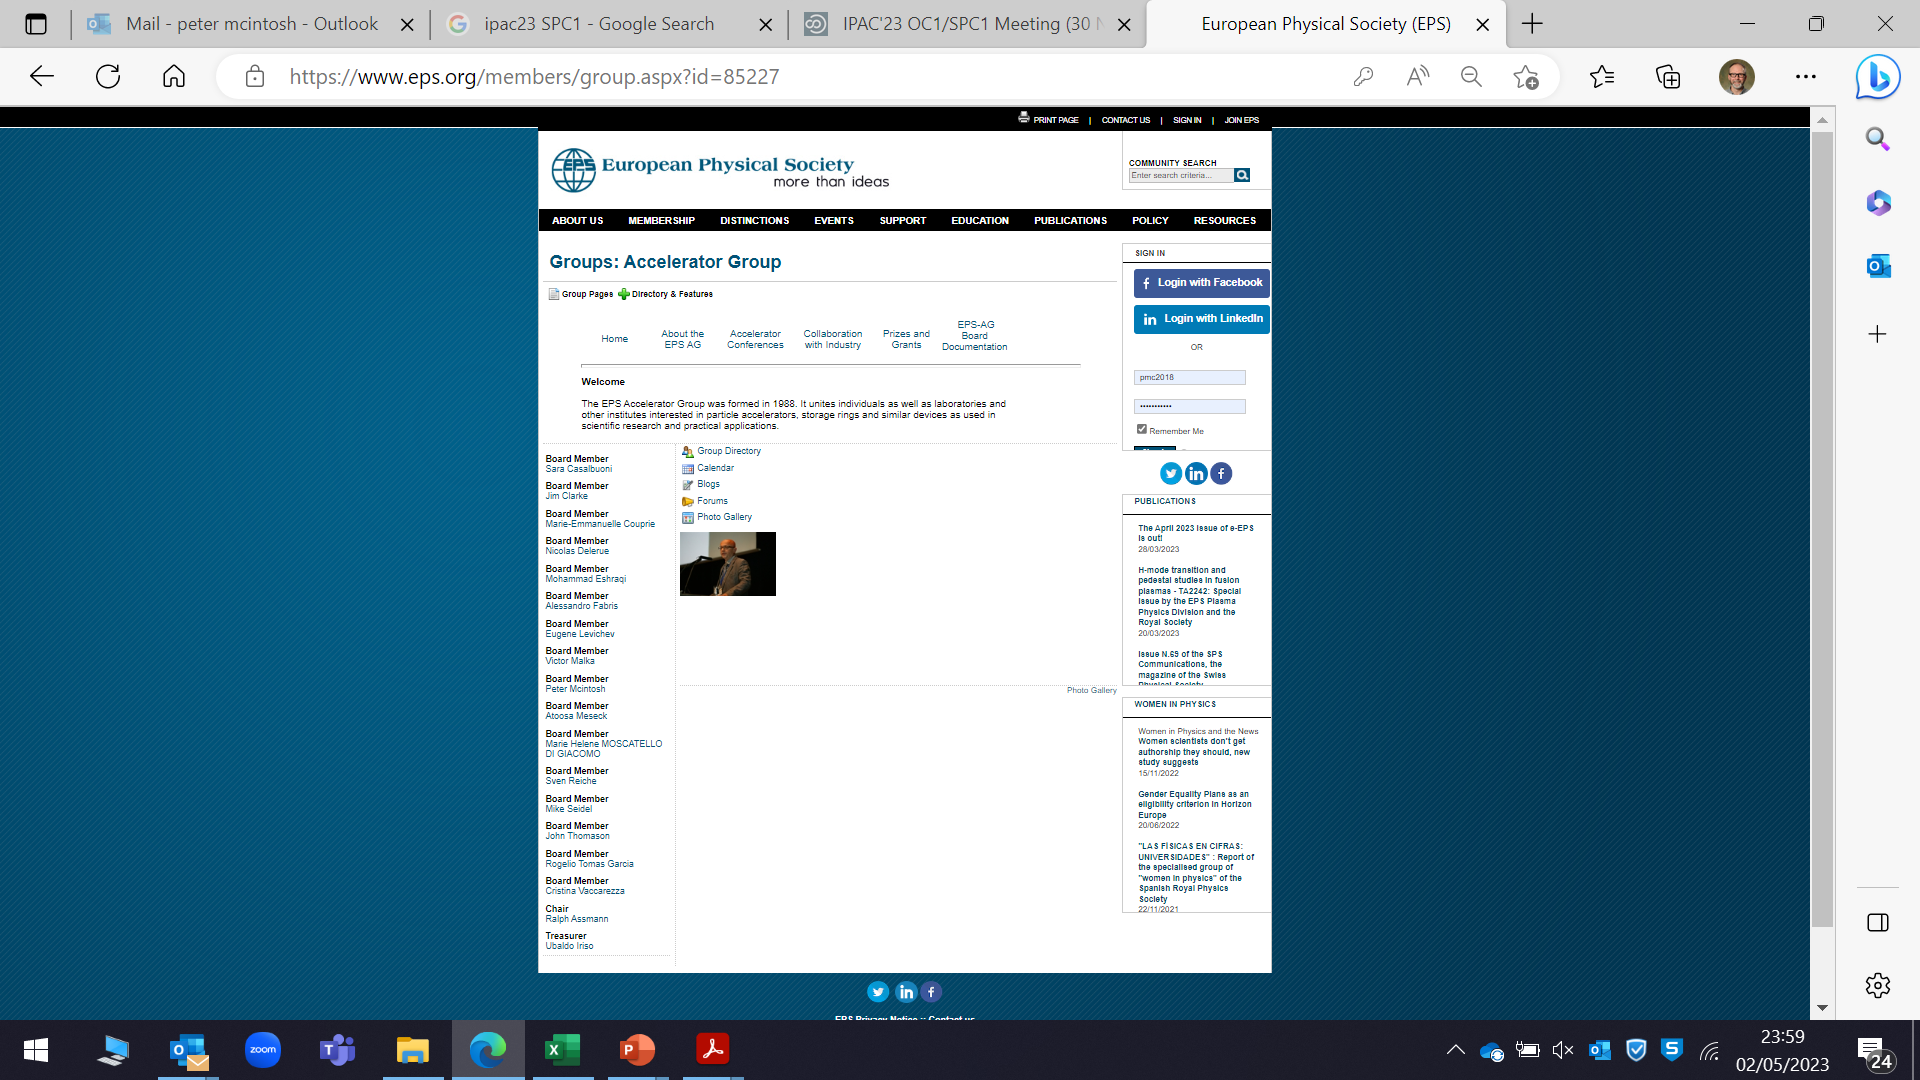 Mail - peter mcintosh - Outlook
ipac23 SPC1 - Google Search
IPAC'23 OC1/SPC1 Meeting (30 N
European Physical Society (EPS)
https://www.eps.org/members/group.aspx?id=85227
PRINT PAGE | CONTACT US | SIGN IN | JOIN EPS
EPS European Physical Society
more than ideas
COMMUNITY SEARCH
Enter search criteria...
ABOUT US MEMBERSHIP DISTINCTIONS EVENTS SUPPORT EDUCATION PUBLICATIONS POLICY RESOURCES
Groups: Accelerator Group
Group Pages Directory & Features
Home
About the
EPS AG
Accelerator
Conferences
Collaboration
with Industry
Prizes and
Grants
EPS-AG
Board
Documentation
Welcome
The EPS Accelerator Group was formed in 1988. It unites individuals as well as laboratories and
other institutes interested in particle accelerators, storage rings and similar devices as used in
scientific research and practical applications.
Board Member
Sara Casalbuoni
Board Member
Jim Clarke
Board Member
Marie-Emmanuelle Couprie
Board Member
Nicolas Delerue
Board Member
Mohammad Eshraqi
Board Member
Alessandro Fabris
Board Member
Eugene Levichev
Board Member
Victor Malka
Board Member
Peter Mcintosh
Board Member
Atoosa Meseck
Board Member
Marie Helene MOSCATELLO
DI GIACOMO
Board Member
Sven Reiche
Board Member
Mike Seidel
Board Member
John Thomason
Board Member
Rogelio Tomas Garcia
Board Member
Cristina Vaccarezza
Chair
Ralph Assmann
Treasurer
Ubaldo Iriso
Group Directory
Calendar
Blogs
Forums
Photo Gallery
Photo Gallery
SIGN IN
Login with Facebook
Login with LinkedIn
OR
pmc2018
•••••••••••
Remember Me
PUBLICATIONS
The April 2023 issue of e-EPS
is out!
28/03/2023
H-mode transition and
pedestal studies in fusion
plasmas - TA2242: Special
issue by the EPS Plasma
Physics Division and the
Royal Society
20/03/2023
Issue N.69 of the SPS
Communications, the
magazine of the Swiss
Physical Society
WOMEN IN PHYSICS
Women in Physics and the News
Women scientists don't get
authorship they should, new
study suggests
15/11/2022
Gender Equality Plans as an
eligibility criterion in Horizon
Europe
20/06/2022
"LAS FÍSICAS EN CIFRAS:
UNIVERSIDADES" : Report of
the specialised group of
"women in physics" of the
Spanish Royal Physics
Society
22/11/2021
EPS Privacy Notice :: Contact us
zoom
23:59
02/05/2023
24